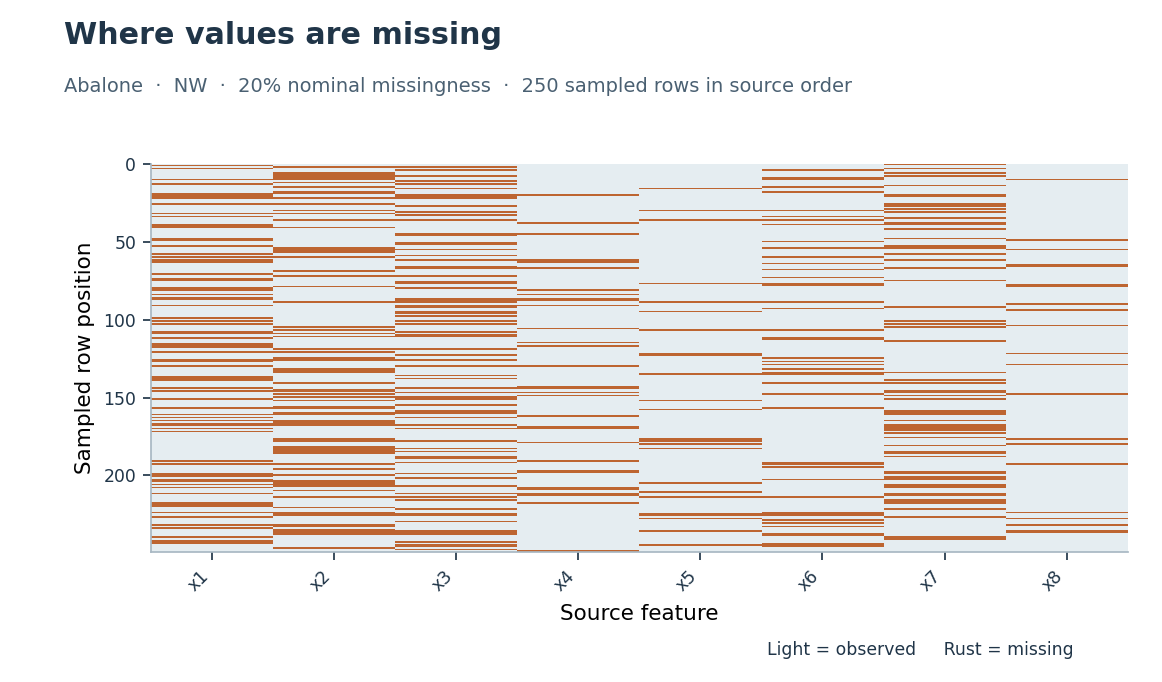 Where values are missing
Abalone · NW · 20% nominal missingness · 250 sampled rows in source order
0
50
100
150
200
Sampled row position
x1 x2 x3 x4 x5 x6 x7 x8
Source feature
Light = observed Rust = missing